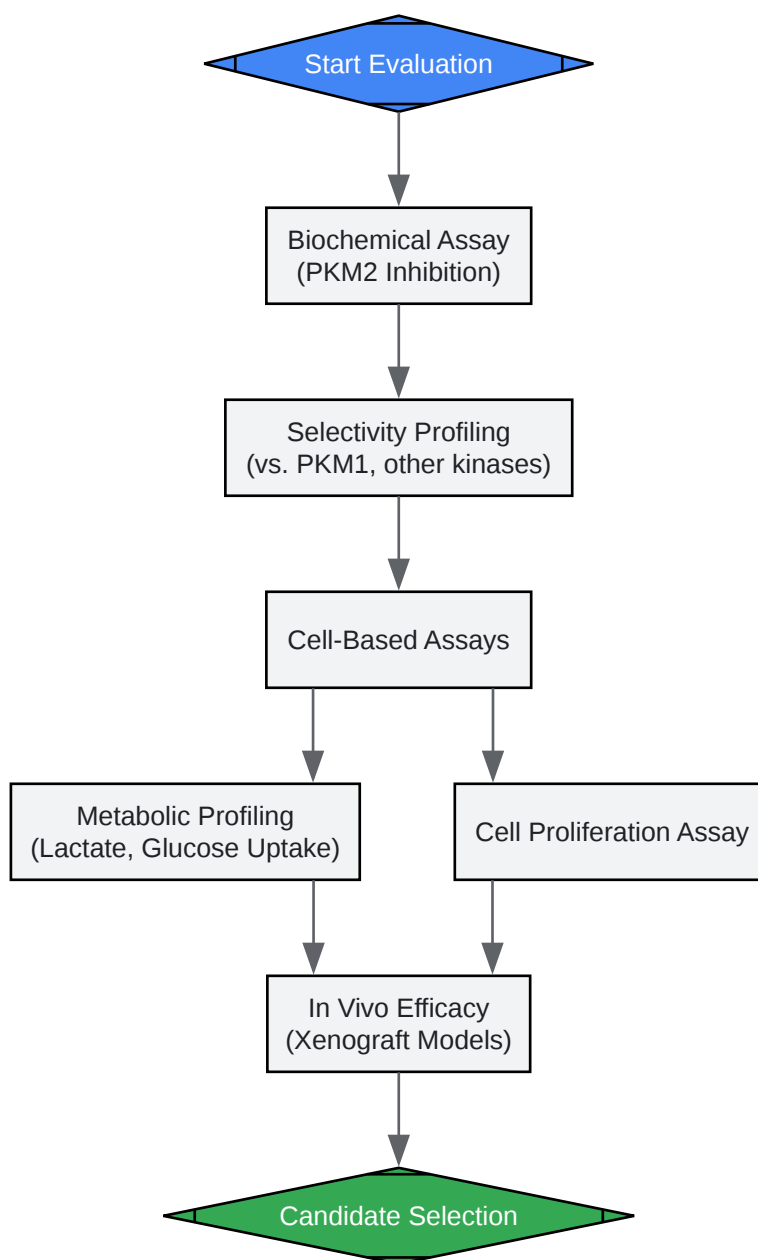 Start Evaluation
Biochemical Assay
(PKM2 Inhibition)
Selectivity Profiling
(vs. PKM1, other kinases)
Cell-Based Assays
Metabolic Profiling
(Lactate, Glucose Uptake)
Cell Proliferation Assay
In Vivo Efficacy
(Xenograft Models)
Candidate Selection